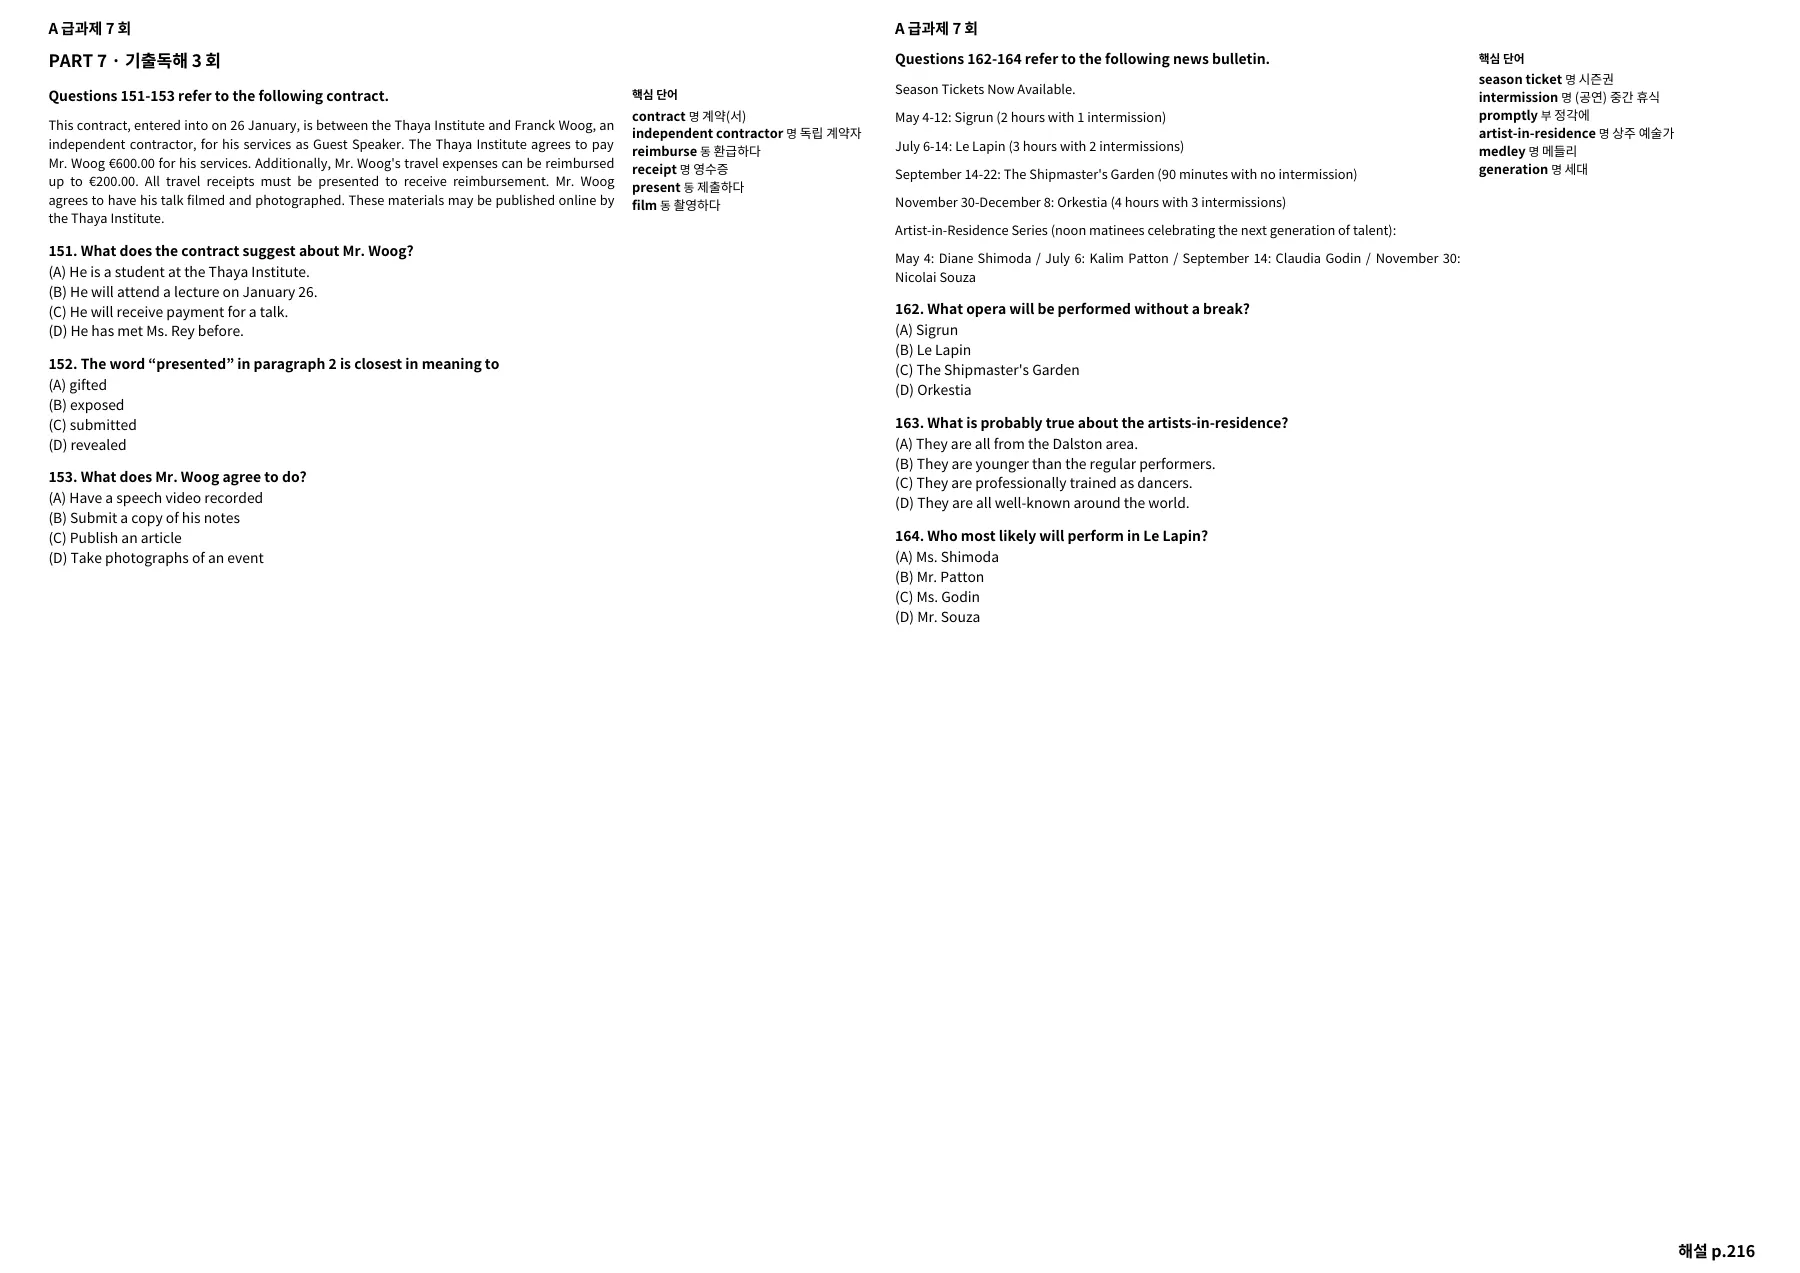 A 급과제 7 회
PART 7 · 기출독해 3 회
Questions 151-153 refer to the following contract.
This contract, entered into on 26 January, is between the Thaya Institute and Franck Woog, an
independent contractor, for his services as Guest Speaker. The Thaya Institute agrees to pay
Mr. Woog €600.00 for his services. Additionally, Mr. Woog's travel expenses can be reimbursed
up to €200.00. All travel receipts must be presented to receive reimbursement. Mr. Woog
agrees to have his talk filmed and photographed. These materials may be published online by
the Thaya Institute.
151. What does the contract suggest about Mr. Woog?
(A) He is a student at the Thaya Institute.
(B) He will attend a lecture on January 26.
(C) He will receive payment for a talk.
(D) He has met Ms. Rey before.
152. The word “presented” in paragraph 2 is closest in meaning to
(A) gifted
(B) exposed
(C) submitted
(D) revealed
153. What does Mr. Woog agree to do?
(A) Have a speech video recorded
(B) Submit a copy of his notes
(C) Publish an article
(D) Take photographs of an event
핵심 단어
contract 명 계약(서)
independent contractor 명 독립 계약자
reimburse 동 환급하다
receipt 명 영수증
present 동 제출하다
film 동 촬영하다
A 급과제 7 회
Questions 162-164 refer to the following news bulletin.
Season Tickets Now Available.
May 4-12: Sigrun (2 hours with 1 intermission)
July 6-14: Le Lapin (3 hours with 2 intermissions)
September 14-22: The Shipmaster's Garden (90 minutes with no intermission)
November 30-December 8: Orkestia (4 hours with 3 intermissions)
Artist-in-Residence Series (noon matinees celebrating the next generation of talent):
May 4: Diane Shimoda / July 6: Kalim Patton / September 14: Claudia Godin / November 30:
Nicolai Souza
162. What opera will be performed without a break?
(A) Sigrun
(B) Le Lapin
(C) The Shipmaster's Garden
(D) Orkestia
163. What is probably true about the artists-in-residence?
(A) They are all from the Dalston area.
(B) They are younger than the regular performers.
(C) They are professionally trained as dancers.
(D) They are all well-known around the world.
164. Who most likely will perform in Le Lapin?
(A) Ms. Shimoda
(B) Mr. Patton
(C) Ms. Godin
(D) Mr. Souza
핵심 단어
season ticket 명 시즌권
intermission 명 (공연) 중간 휴식
promptly 부 정각에
artist-in-residence 명 상주 예술가
medley 명 메들리
generation 명 세대
해설 p.216